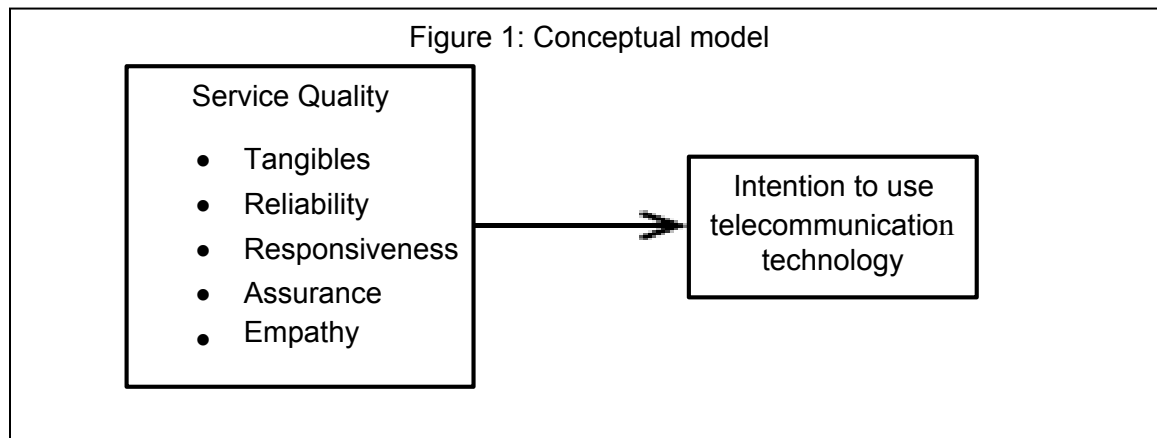 Figure 1: Conceptual model
Service Quality
• Tangibles
• Reliability
• Responsiveness
• Assurance
• Empathy
Intention to use
telecommunication
technology